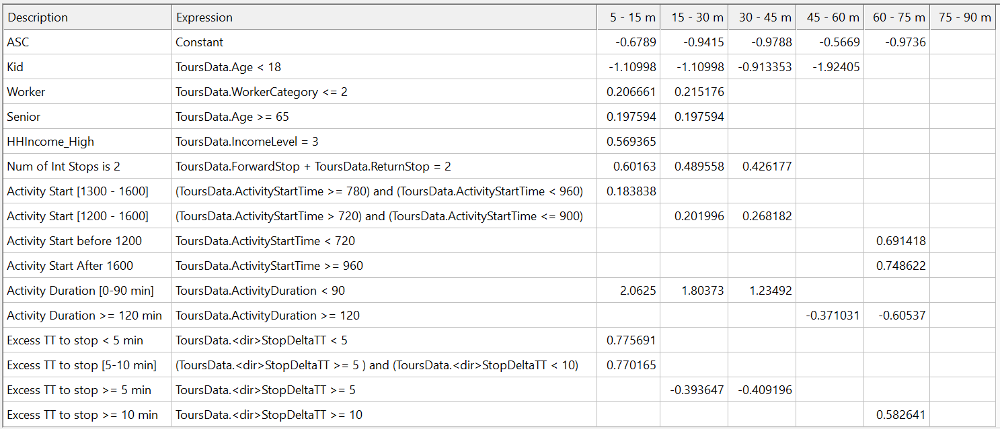 Description Expression 5 - 15 m 15 - 30 m 30 - 45 m 45 - 60 m 60 - 75 m 75 - 90 m
ASC Constant -0.6789 -0.9415 -0.9788 -0.5669 -0.9736
Kid ToursData.Age < 18 -1.10998 -1.10998 -0.913353 -1.92405
Worker ToursData.WorkerCategory <= 2 0.206661 0.215176
Senior ToursData.Age >= 65 0.197594 0.197594
HHIncome_High ToursData.IncomeLevel = 3 0.569365
Num of Int Stops is 2 ToursData.ForwardStop + ToursData.ReturnStop = 2 0.60163 0.489558 0.426177
Activity Start [1300 - 1600] (ToursData.ActivityStartTime >= 780) and (ToursData.ActivityStartTime < 960) 0.183838
Activity Start [1200 - 1600] (ToursData.ActivityStartTime > 720) and (ToursData.ActivityStartTime <= 900) 0.201996 0.268182
Activity Start before 1200 ToursData.ActivityStartTime < 720 0.691418
Activity Start After 1600 ToursData.ActivityStartTime >= 960 0.748622
Activity Duration [0-90 min] ToursData.ActivityDuration < 90 2.0625 1.80373 1.23492
Activity Duration >= 120 min ToursData.ActivityDuration >= 120 -0.371031 -0.60537
Excess TT to stop < 5 min ToursData.<dir>StopDeltaTT < 5 0.775691
Excess TT to stop [5-10 min] (ToursData.<dir>StopDeltaTT >= 5 ) and (ToursData.<dir>StopDeltaTT < 10) 0.770165
Excess TT to stop >= 5 min ToursData.<dir>StopDeltaTT >= 5 -0.393647 -0.409196
Excess TT to stop >= 10 min ToursData.<dir>StopDeltaTT >= 10 0.582641